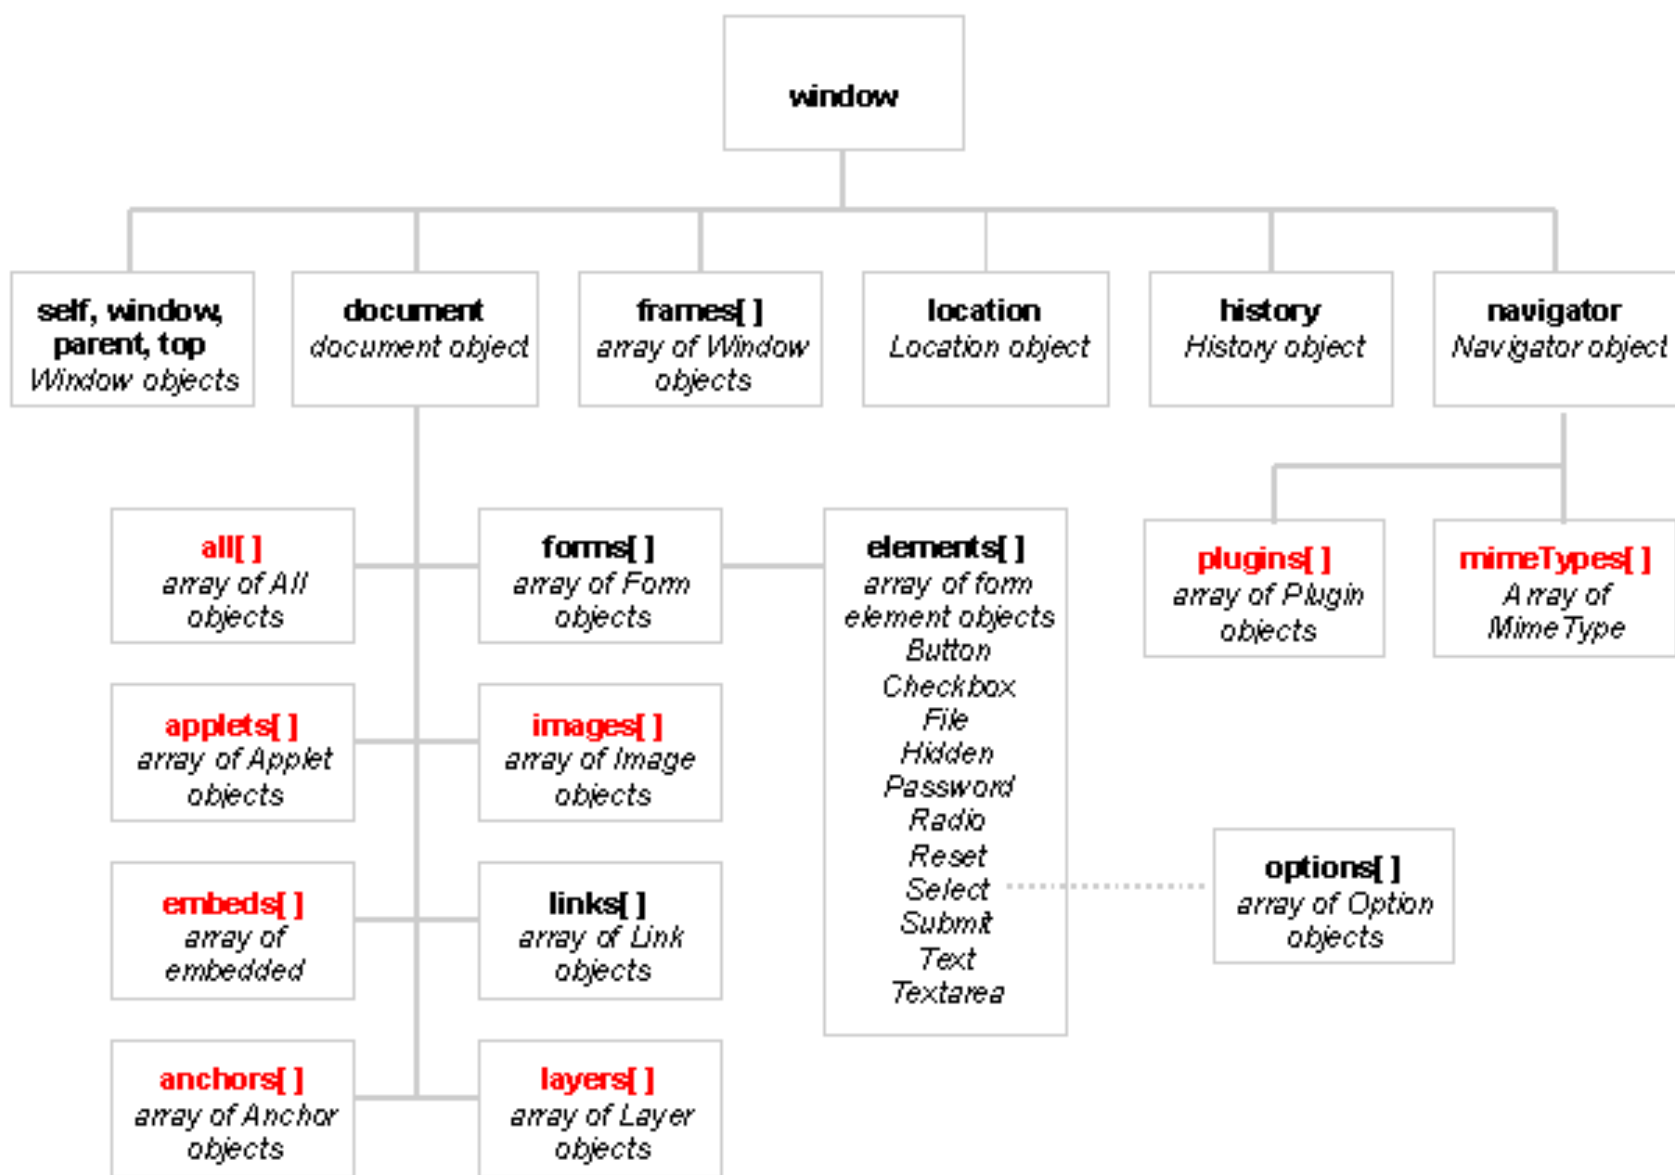 window
self, window,
parent, top
Window objects
document
document object
frames[ ]
array of Window
objects
location
Location object
history
History object
navigator
Navigator object
all[ ]
array of All
objects
forms[ ]
array of Form
objects
elements[ ]
array of form
element objects
Button
Checkbox
File
Hidden
Password
Radio
Reset
Select
Submit
Text
Textarea
plugins[ ]
array of Plugin
objects
mimeTypes[ ]
Array of
MimeType
applets[ ]
array of Applet
objects
images[ ]
array of Image
objects
options[ ]
array of Option
objects
embeds[ ]
array of
embedded
links[ ]
array of Link
objects
anchors[ ]
array of Anchor
objects
layers[ ]
array of Layer
objects